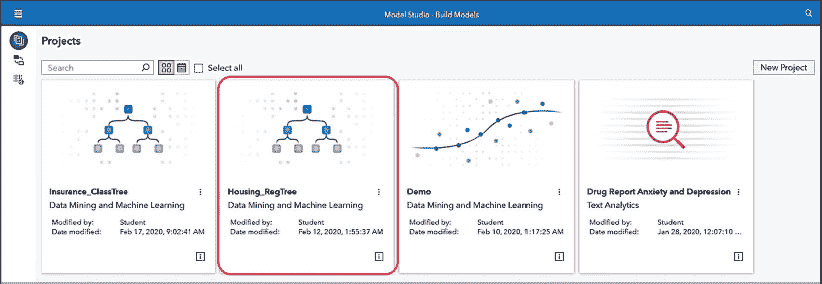 Model Studio - Build Models
Projects
Search
Select all
New Project
Insurance_ClassTree
Data Mining and Machine Learning
Modified by: Student
Date modified: Feb 17, 2020, 9:02:41 AM
Housing_RegTree
Data Mining and Machine Learning
Modified by: Student
Date modified: Feb 12, 2020, 1:55:37 AM
Demo
Data Mining and Machine Learning
Modified by: Student
Date modified: Feb 10, 2020, 1:17:25 AM
Drug Report Anxiety and Depression
Text Analytics
Modified by: Student
Date modified: Jan 28, 2020, 12:07:10 ...